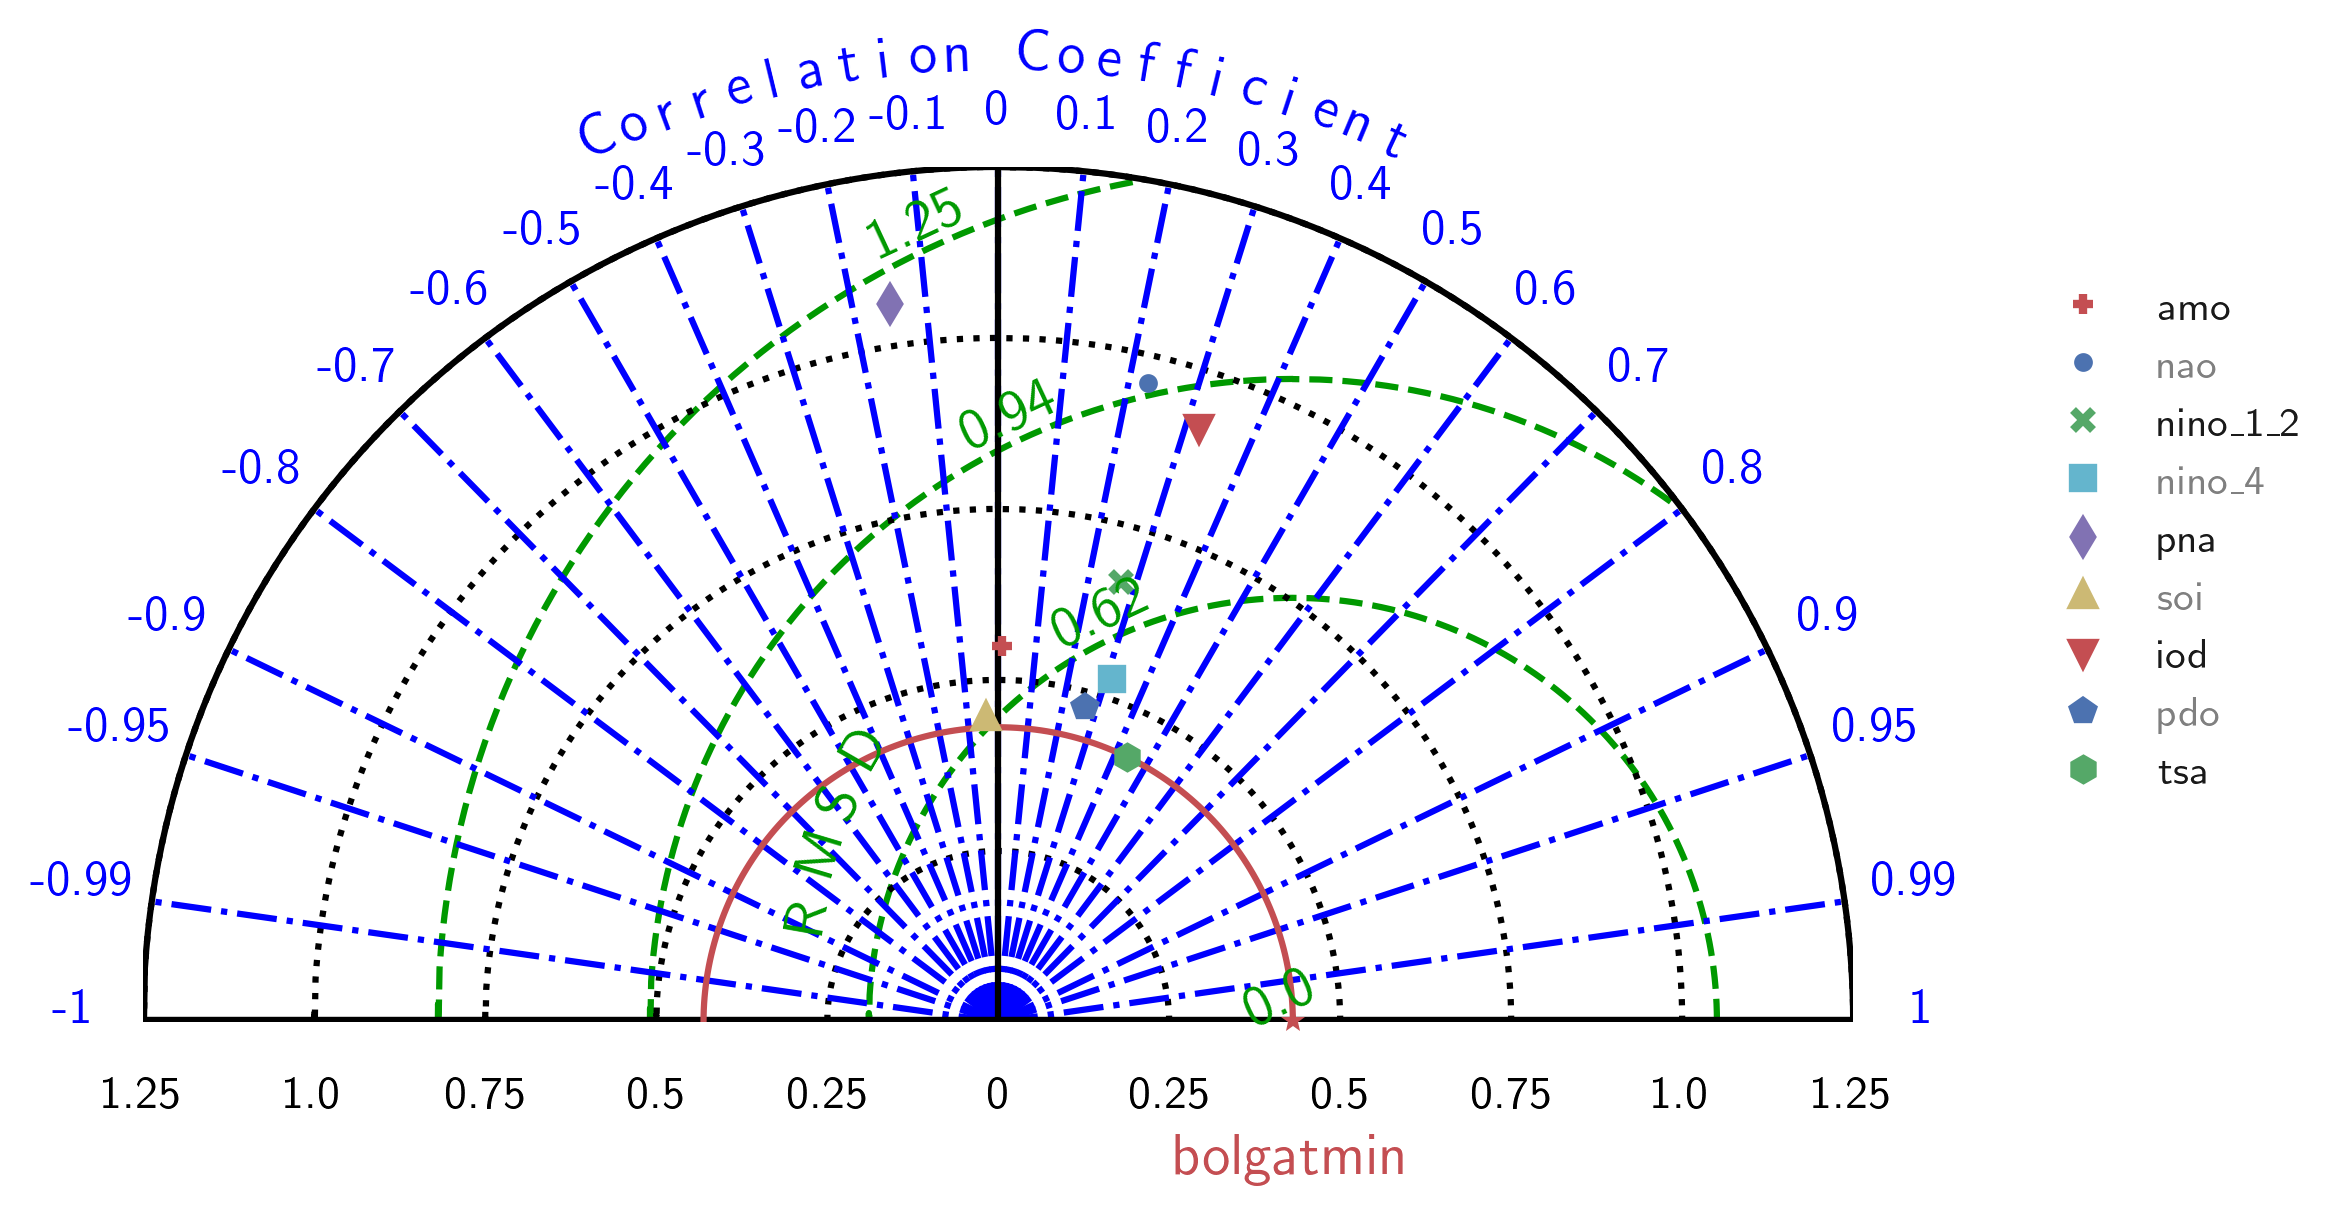 Correlation Coefficient
-1
-0.99
-0.95
-0.9
-0.8
-0.7
-0.6
-0.5
-0.4
-0.3
-0.2
-0.1
0
0.1
0.2
0.3
0.4
0.5
0.6
0.7
0.8
0.9
0.95
0.99
1
1.25
0.94
0.62
0.0
RMSD
1.25 1.0 0.75 0.5 0.25 0 0.25 0.5 0.75 1.0 1.25
bolgatmin
amo
nao
nino_1_2
nino_4
pna
soi
iod
pdo
tsa